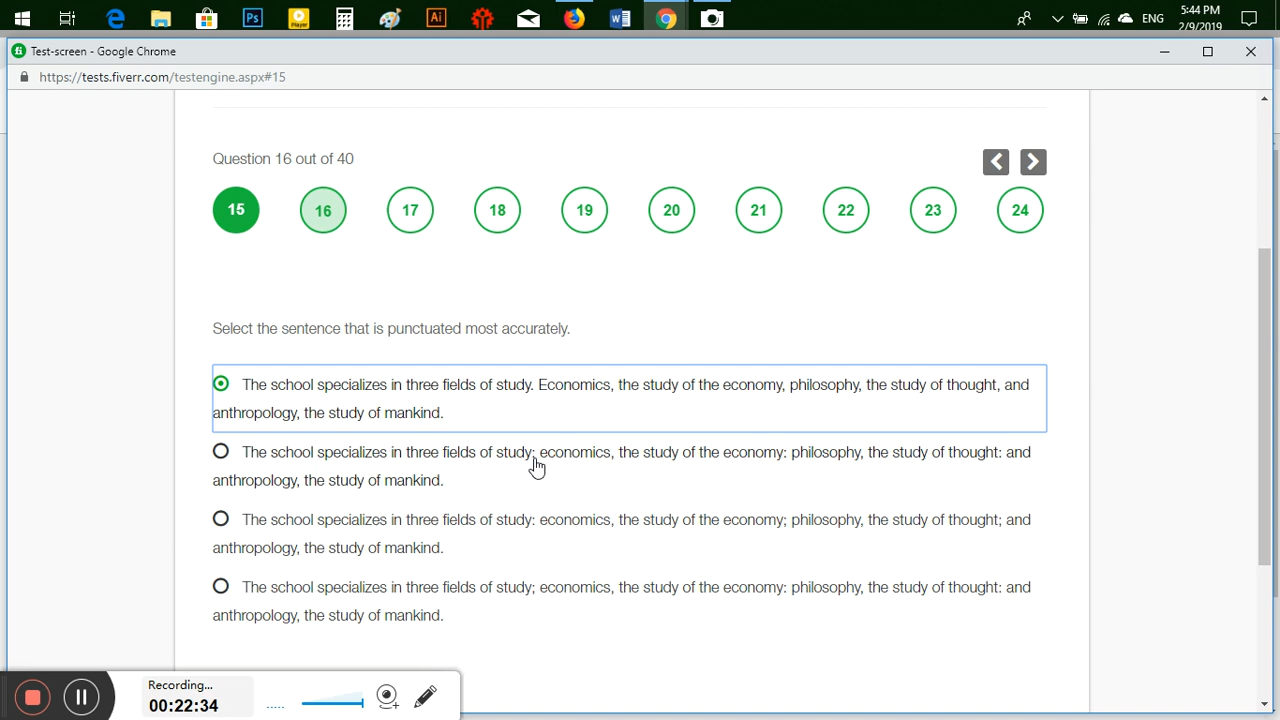 Ps
Player
Ai
W
ENG
5:44 PM
2/9/2019
fi Test-screen - Google Chrome
https://tests.fiverr.com/testengine.aspx#15
Question 16 out of 40
15 16 17 18 19 20 21 22 23 24
Select the sentence that is punctuated most accurately.
The school specializes in three fields of study. Economics, the study of the economy, philosophy, the study of thought, and
anthropology, the study of mankind.
The school specializes in three fields of study; economics, the study of the economy: philosophy, the study of thought: and
anthropology, the study of mankind.
The school specializes in three fields of study: economics, the study of the economy; philosophy, the study of thought; and
anthropology, the study of mankind.
The school specializes in three fields of study; economics, the study of the economy: philosophy, the study of thought: and
anthropology, the study of mankind.
Recording...
00:22:34